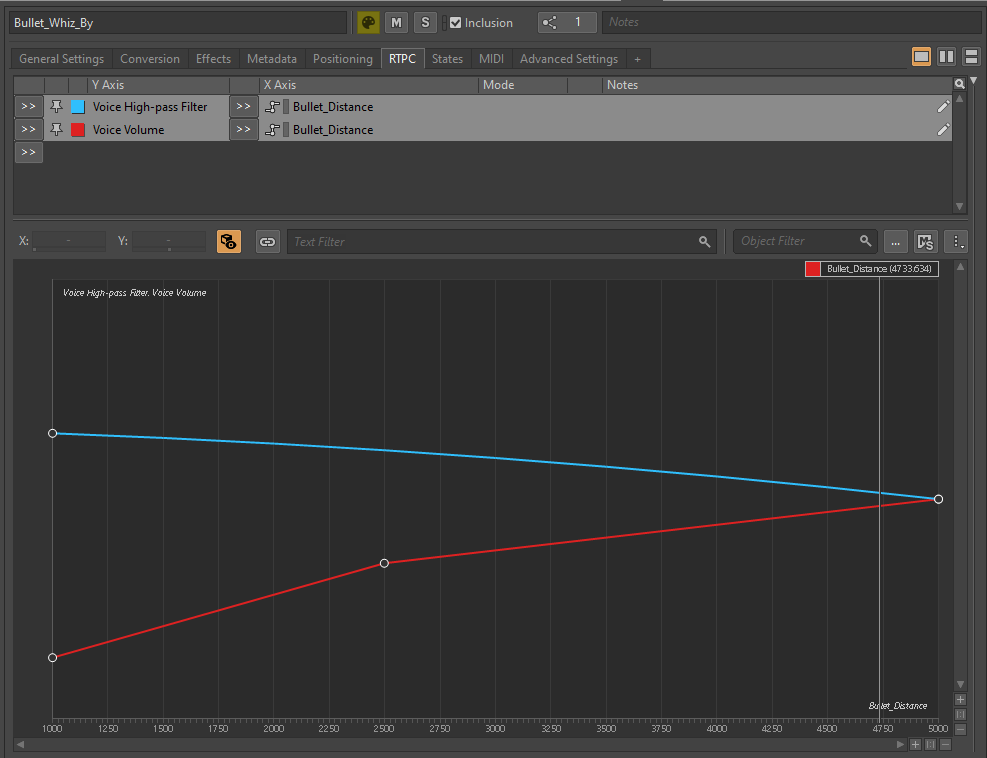 Bullet_Whiz_By M S Inclusion 1 Notes
General Settings Conversion Effects Metadata Positioning RTPC States MIDI Advanced Settings +
Y Axis X Axis Mode Notes
>> Voice High-pass Filter >> Bullet_Distance
>> Voice Volume >> Bullet_Distance
>>
X: - Y: - Text Filter Object Filter ... MS
Bullet_Distance (4733.634)
Voice High-pass Filter. Voice Volume
Bullet_Distance
1000 1250 1500 1750 2000 2250 2500 2750 3000 3250 3500 3750 4000 4250 4500 4750 5000